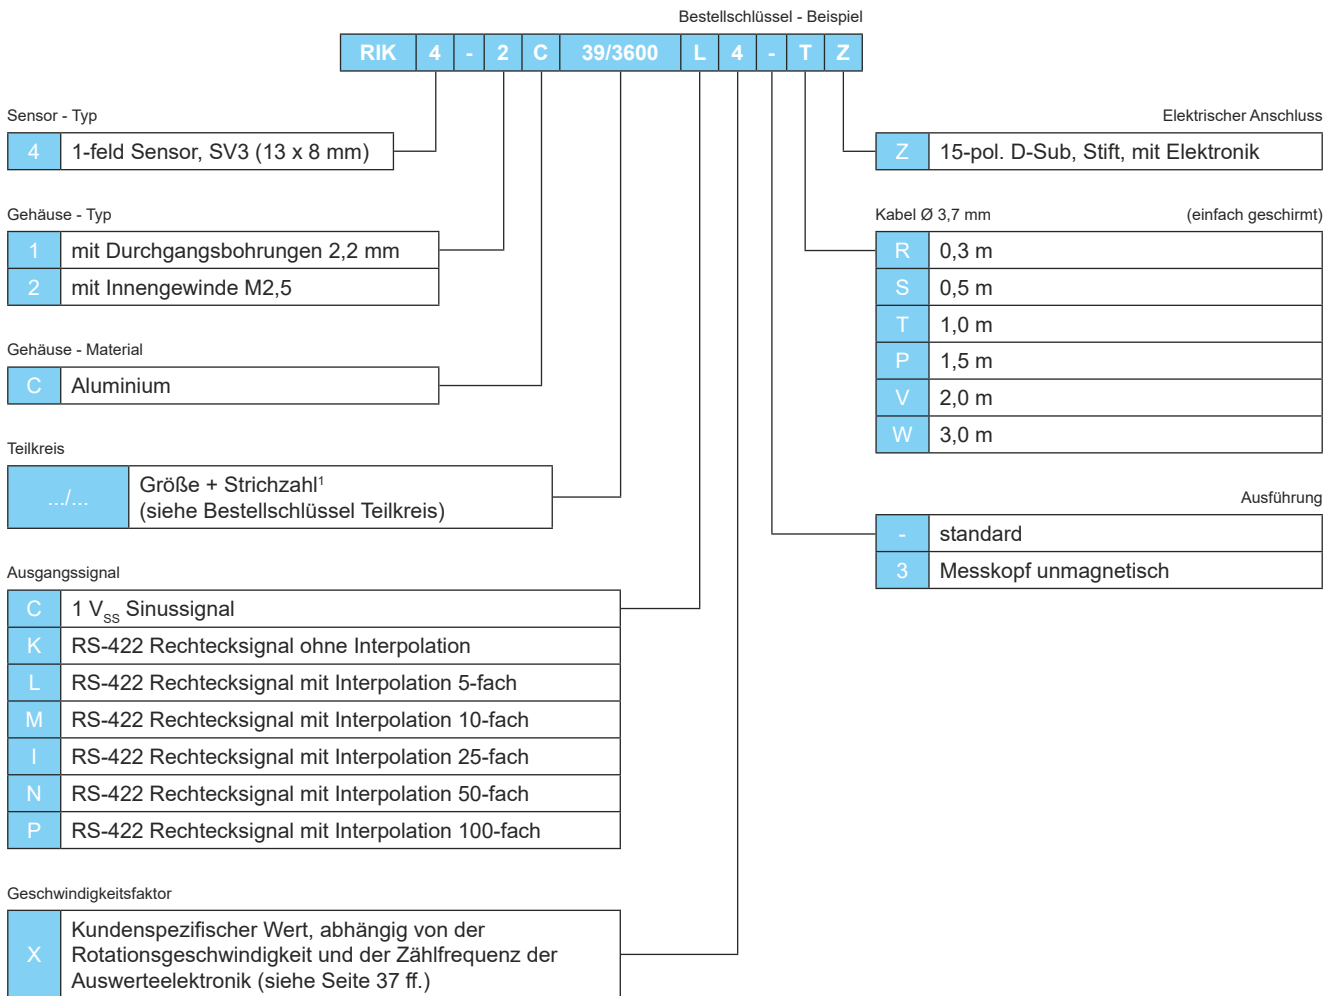 Bestellschlüssel - Beispiel
RIK 4 - 2 C 39/3600 L 4 - T Z
Sensor - Typ
4 1-feld Sensor, SV3 (13 x 8 mm)
Gehäuse - Typ
1 mit Durchgangsbohrungen 2,2 mm
2 mit Innengewinde M2,5
Gehäuse - Material
C Aluminium
Teilkreis
.../... Größe + Strichzahl¹
(siehe Bestellschlüssel Teilkreis)
Ausgangssignal
C 1 VSS Sinussignal
K RS-422 Rechtecksignal ohne Interpolation
L RS-422 Rechtecksignal mit Interpolation 5-fach
M RS-422 Rechtecksignal mit Interpolation 10-fach
I RS-422 Rechtecksignal mit Interpolation 25-fach
N RS-422 Rechtecksignal mit Interpolation 50-fach
P RS-422 Rechtecksignal mit Interpolation 100-fach
Geschwindigkeitsfaktor
Kundenspezifischer Wert, abhängig von der
X Rotationsgeschwindigkeit und der Zählfrequenz der
Auswerteelektronik (siehe Seite 37 ff.)
Elektrischer Anschluss
Z 15-pol. D-Sub, Stift, mit Elektronik
Kabel Ø 3,7 mm (einfach geschirmt)
R 0,3 m
S 0,5 m
T 1,0 m
P 1,5 m
V 2,0 m
W 3,0 m
Ausführung
- standard
3 Messkopf unmagnetisch